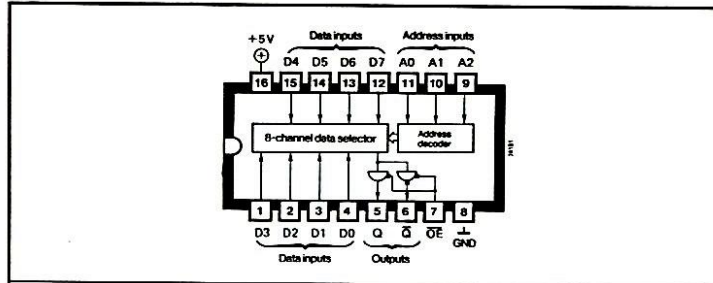 Data inputs Address inputs
+5V D4 D5 D6 D7 A0 A1 A2
16 15 14 13 12 11 10 9
8-channel data selector
Address
decoder
1 2 3 4 5 6 7 8
D3 D2 D1 D0 Q Q̅ O̅E̅ ⊥
GND
Data inputs Outputs